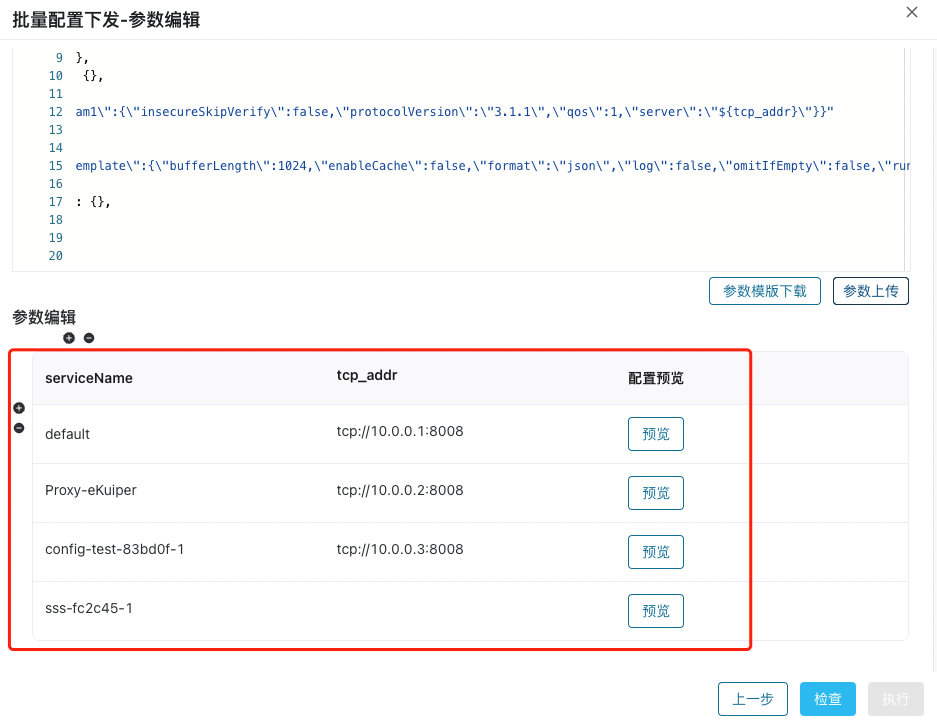 批量配置下发-参数编辑
9 },
10 {},
11
12 am1\":{\"insecureSkipVerify\":false,\"protocolVersion\":\"3.1.1\",\"qos\":1,\"server\":\"${tcp_addr}\"}}"
13
14
15 emplate\":{\"bufferLength\":1024,\"enableCache\":false,\"format\":\"json\",\"log\":false,\"omitIfEmpty\":false,\"run
16
17 : {},
18
19
20
参数模版下载 参数上传
参数编辑
serviceName tcp_addr 配置预览
default tcp://10.0.0.1:8008 预览
Proxy-eKuiper tcp://10.0.0.2:8008 预览
config-test-83bd0f-1 tcp://10.0.0.3:8008 预览
sss-fc2c45-1 预览
上一步 检查 执行